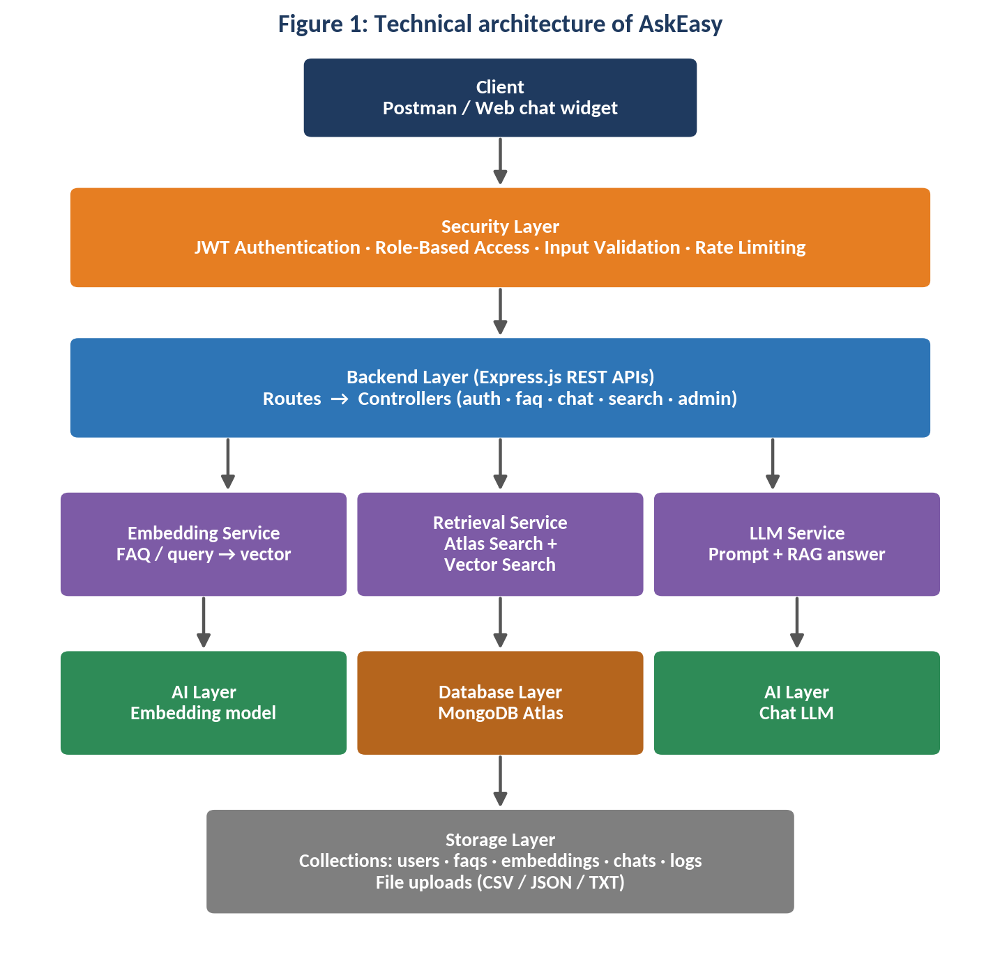 Figure 1: Technical architecture of AskEasy
Client
Postman / Web chat widget
Security Layer
JWT Authentication · Role-Based Access · Input Validation · Rate Limiting
Backend Layer (Express.js REST APIs)
Routes → Controllers (auth · faq · chat · search · admin)
Embedding Service
FAQ / query → vector
Retrieval Service
Atlas Search +
Vector Search
LLM Service
Prompt + RAG answer
AI Layer
Embedding model
Database Layer
MongoDB Atlas
AI Layer
Chat LLM
Storage Layer
Collections: users · faqs · embeddings · chats · logs
File uploads (CSV / JSON / TXT)